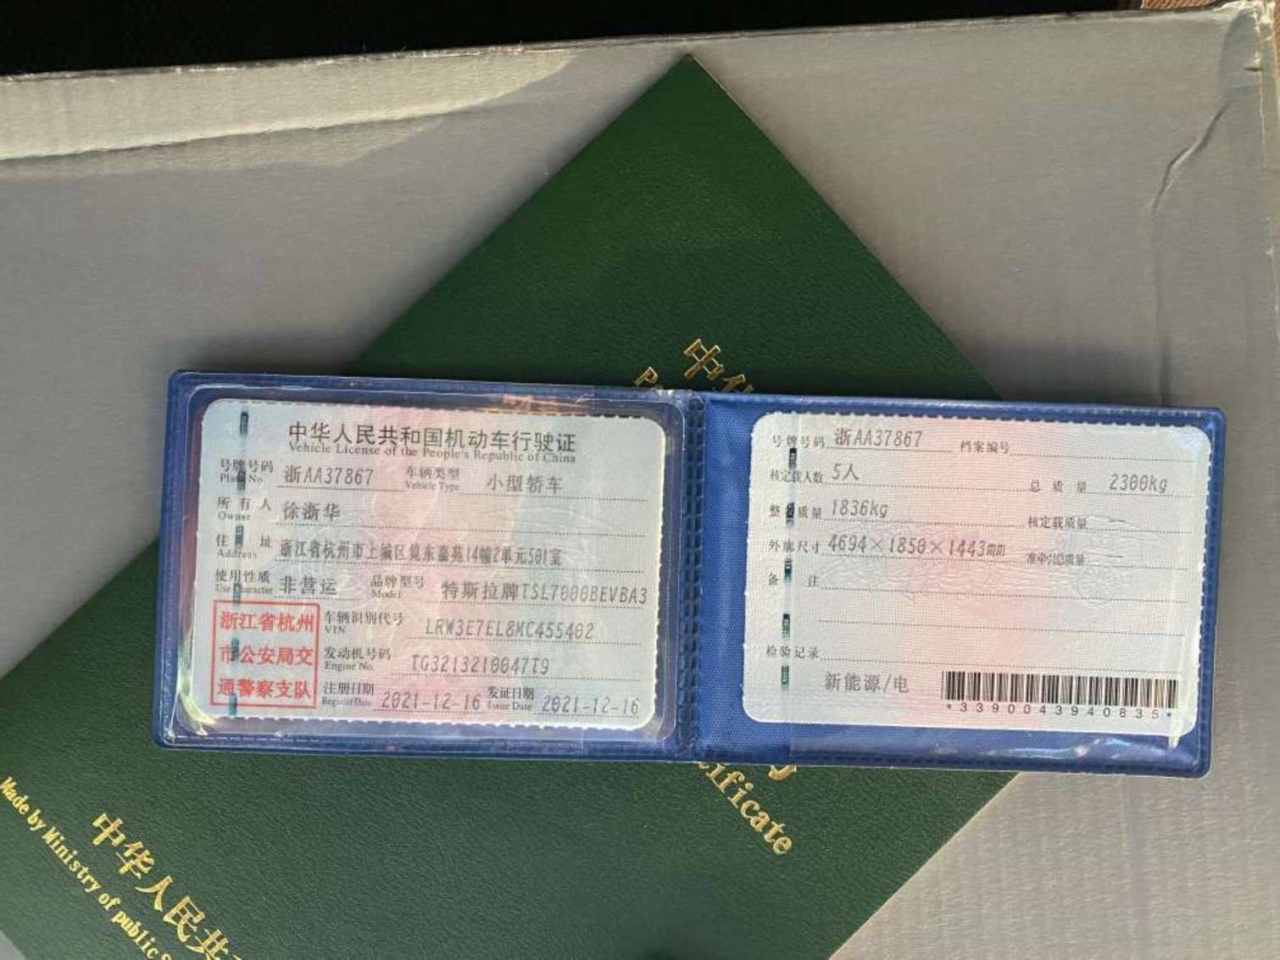 中华
P
中华人民共和国机动车行驶证
Vehicle License of the People's Republic of China
号牌号码 浙AA37867 车辆类型 小型轿车
Plate No. Vehicle Type
所有人 徐浙华
Owner
住址 浙江省杭州市上城区 东 苑14幢2单元501室
Address
使用性质 非营运 品牌型号 特斯拉牌TSL7000BEVBA3
Use Character Model
浙江省杭州
市公安局交
通警察支队
车辆识别代号 LRW3E7EL8MC455402
VIN
发动机号码 TG3213210047T9
Engine No.
注册日期 2021-12-16 发证日期 2021-12-16
Register Date Issue Date
号牌号码 浙AA37867 档案编号
核定载人数 5人 总质量 2300kg
整备质量 1836kg 核定载质量 --
外廓尺寸 4694×1850×1443mm 准牵引总质量 --
备注
检验记录
新能源/电
*3390043940835*
ificate
中华人民共
Made by Ministry of public S